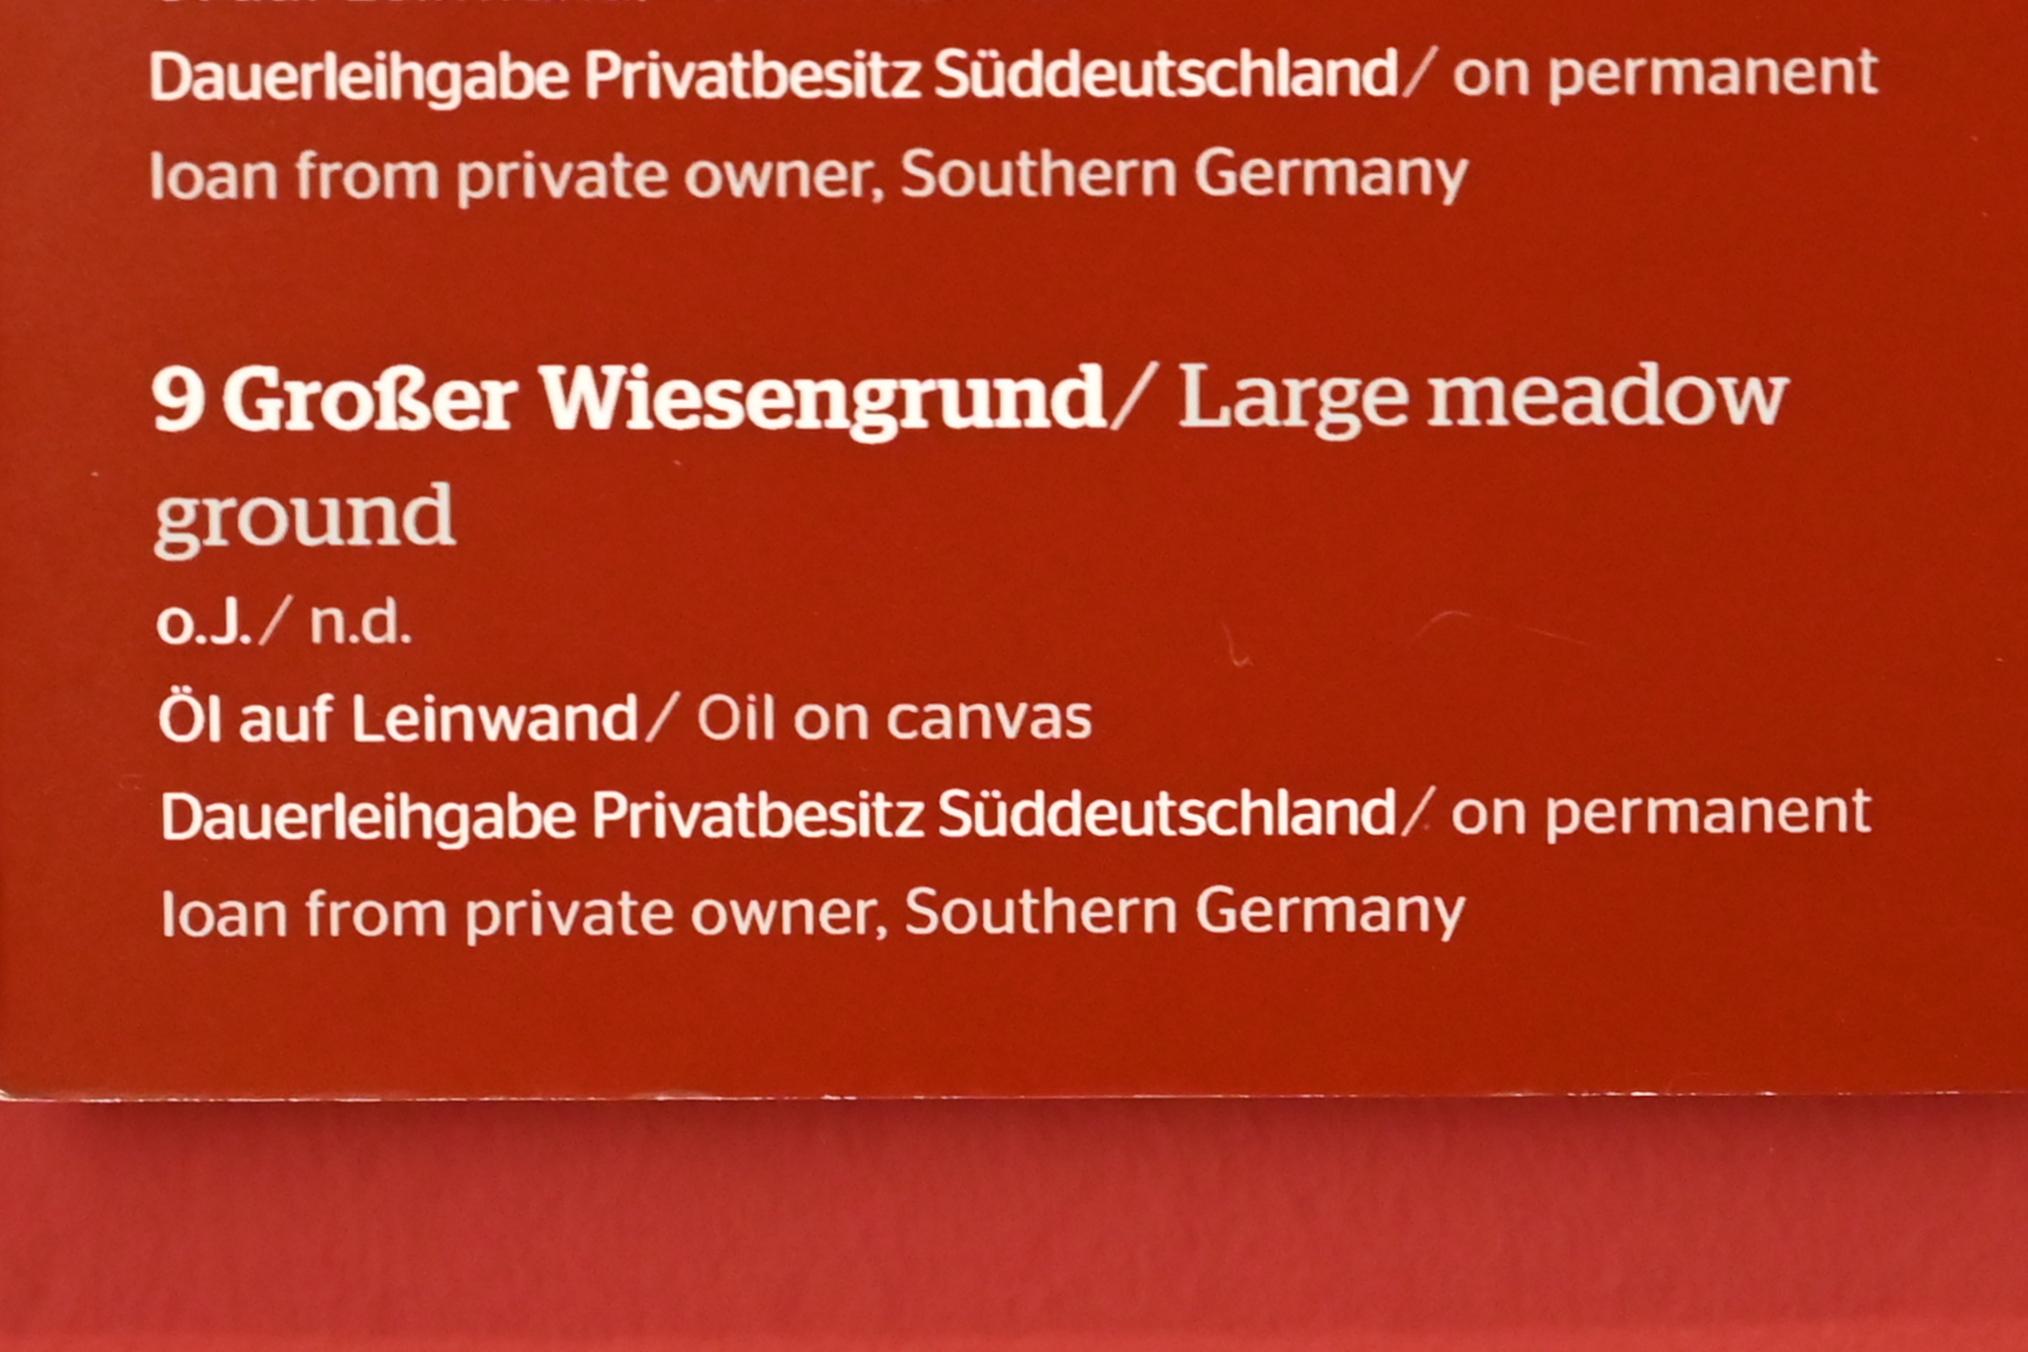 Dauerleihgabe Privatbesitz Süddeutschland/ on permanent
loan from private owner, Southern Germany
9 Großer Wiesengrund/ Large meadow
ground
o.J./ n.d.
Öl auf Leinwand/ Oil on canvas
Dauerleihgabe Privatbesitz Süddeutschland/ on permanent
loan from private owner, Southern Germany